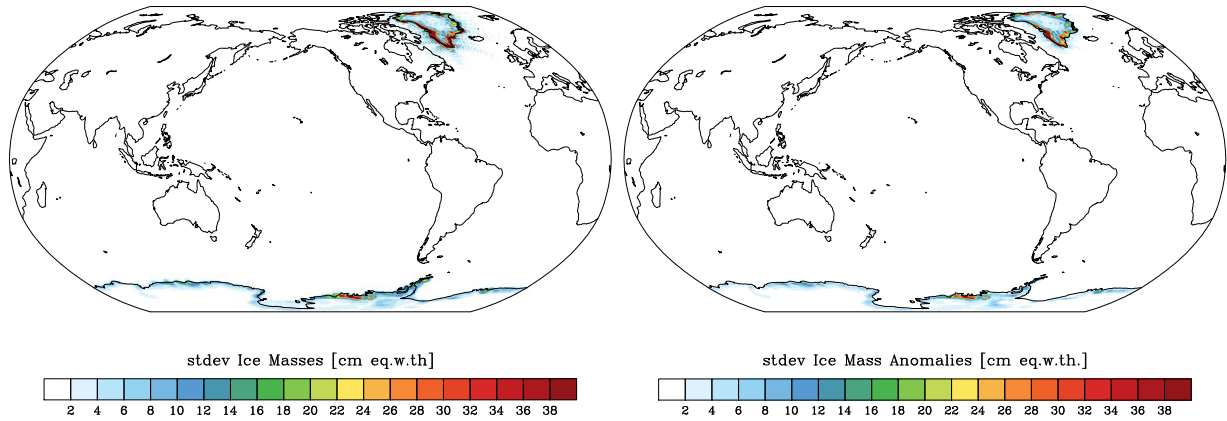 stdev Ice Masses [cm eq.w.th]
2 4 6 8 10 12 14 16 18 20 22 24 26 28 30 32 34 36 38
stdev Ice Mass Anomalies [cm eq.w.th.]
2 4 6 8 10 12 14 16 18 20 22 24 26 28 30 32 34 36 38